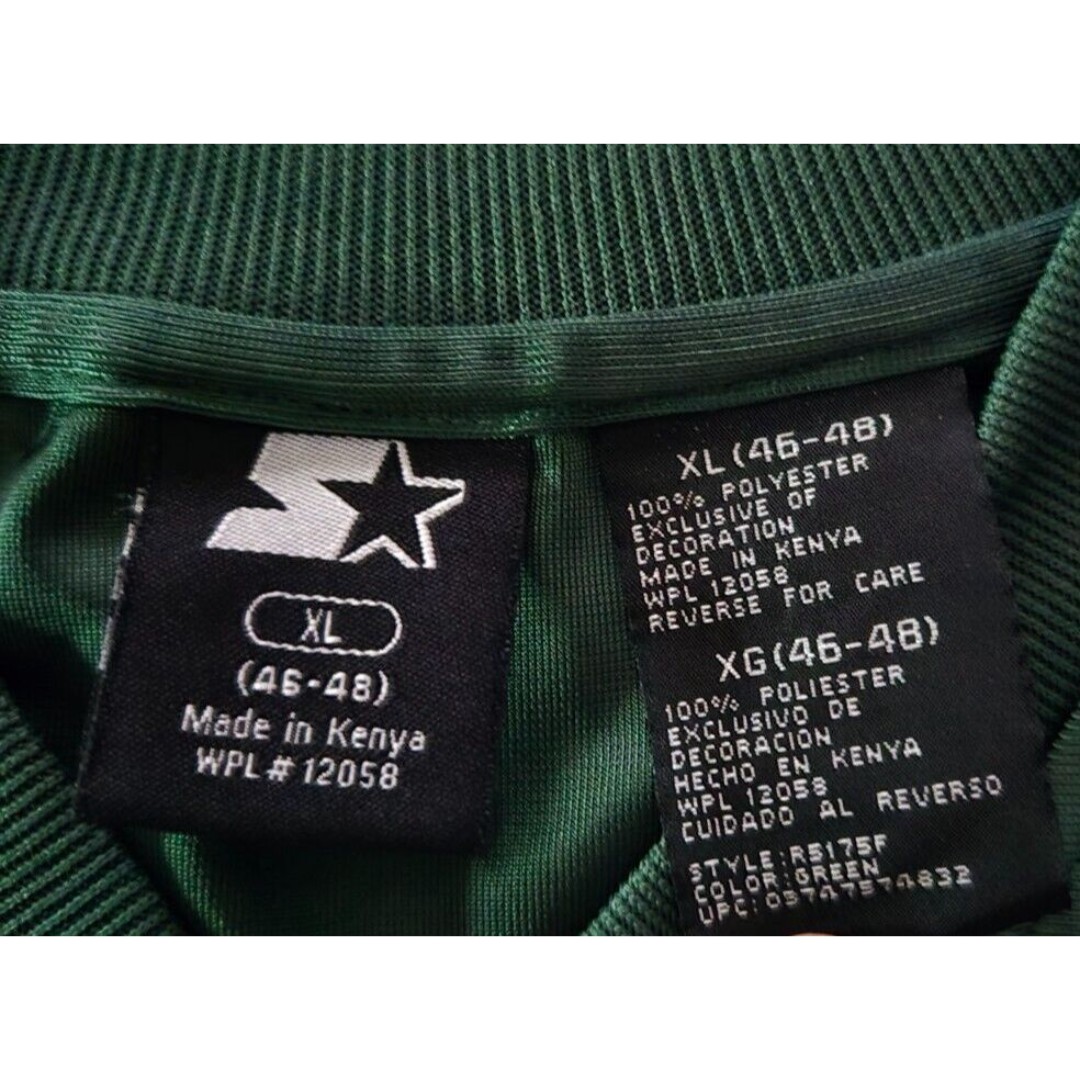 XL
(46-48)
Made in Kenya
WPL#12058
XL(46-48)
100% POLYESTER
EXCLUSIVE OF
DECORATION
MADE IN KENYA
WPL 12058
REVERSE FOR CARE
XG(46-48)
100% POLIESTER
EXCLUSIVO DE
DECORACION
HECHO EN KENYA
WPL 12058
CUIDADO AL REVERSO
STYLE:R5175F
COLOR:GREEN
UPC: